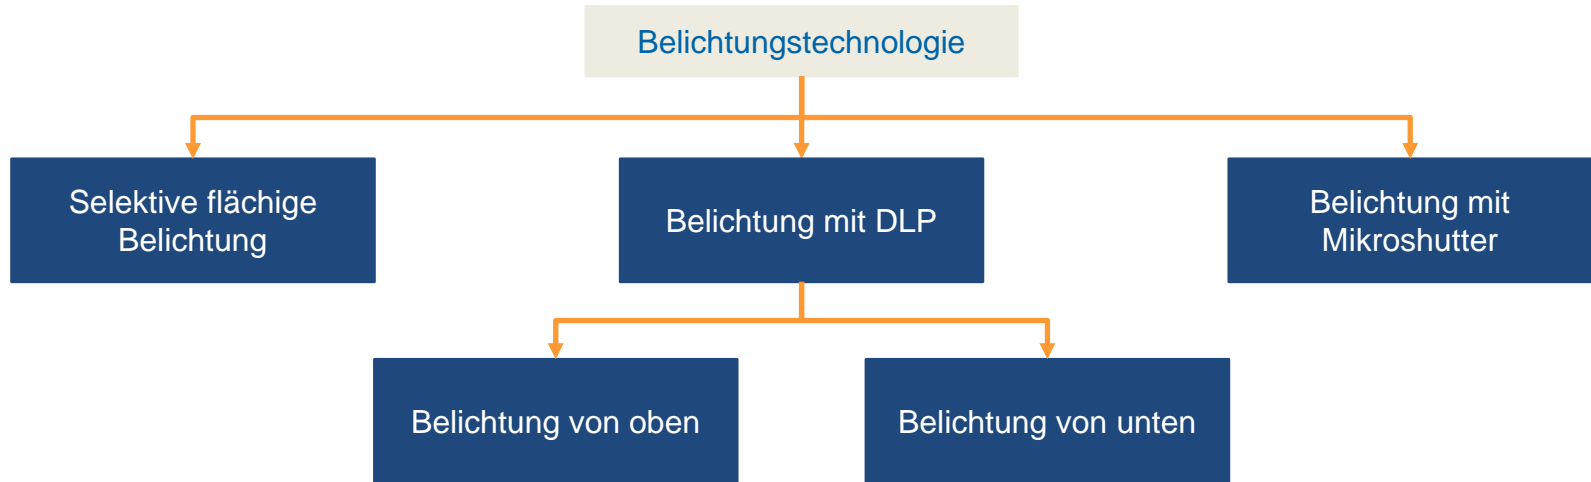 Belichtungstechnologie
Selektive flächige
Belichtung
Belichtung mit DLP
Belichtung mit
Mikroshutter
Belichtung von oben
Belichtung von unten